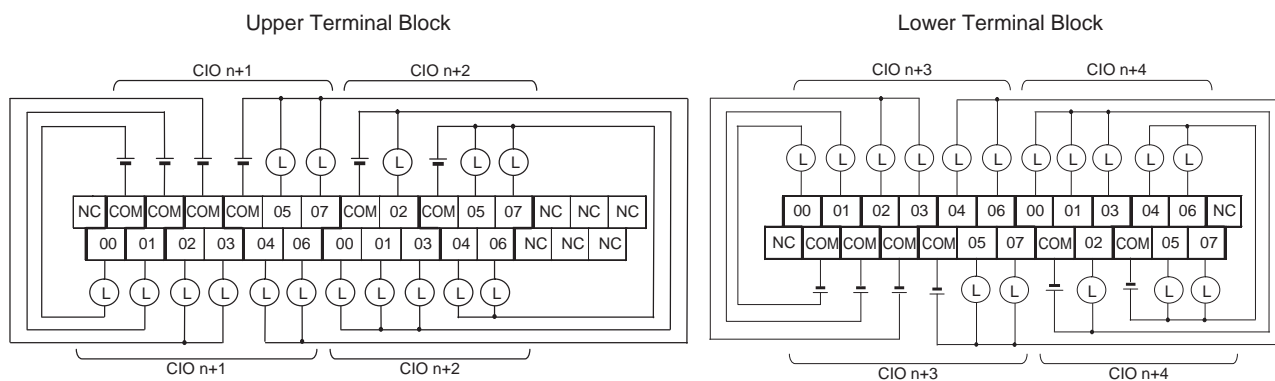 Upper Terminal Block
Lower Terminal Block
CIO n+1 CIO n+2
CIO n+3 CIO n+4
L L L L L
L L L L L L L L L L L
NC COM COM COM COM 05 07 COM 02 COM 05 07 NC NC NC
00 01 02 03 04 06 00 01 03 04 06 NC NC NC
00 01 02 03 04 06 00 01 03 04 06 NC
NC COM COM COM COM 05 07 COM 02 COM 05 07
L L L L L L L L L L L
L L L L L
CIO n+1 CIO n+2
CIO n+3 CIO n+4